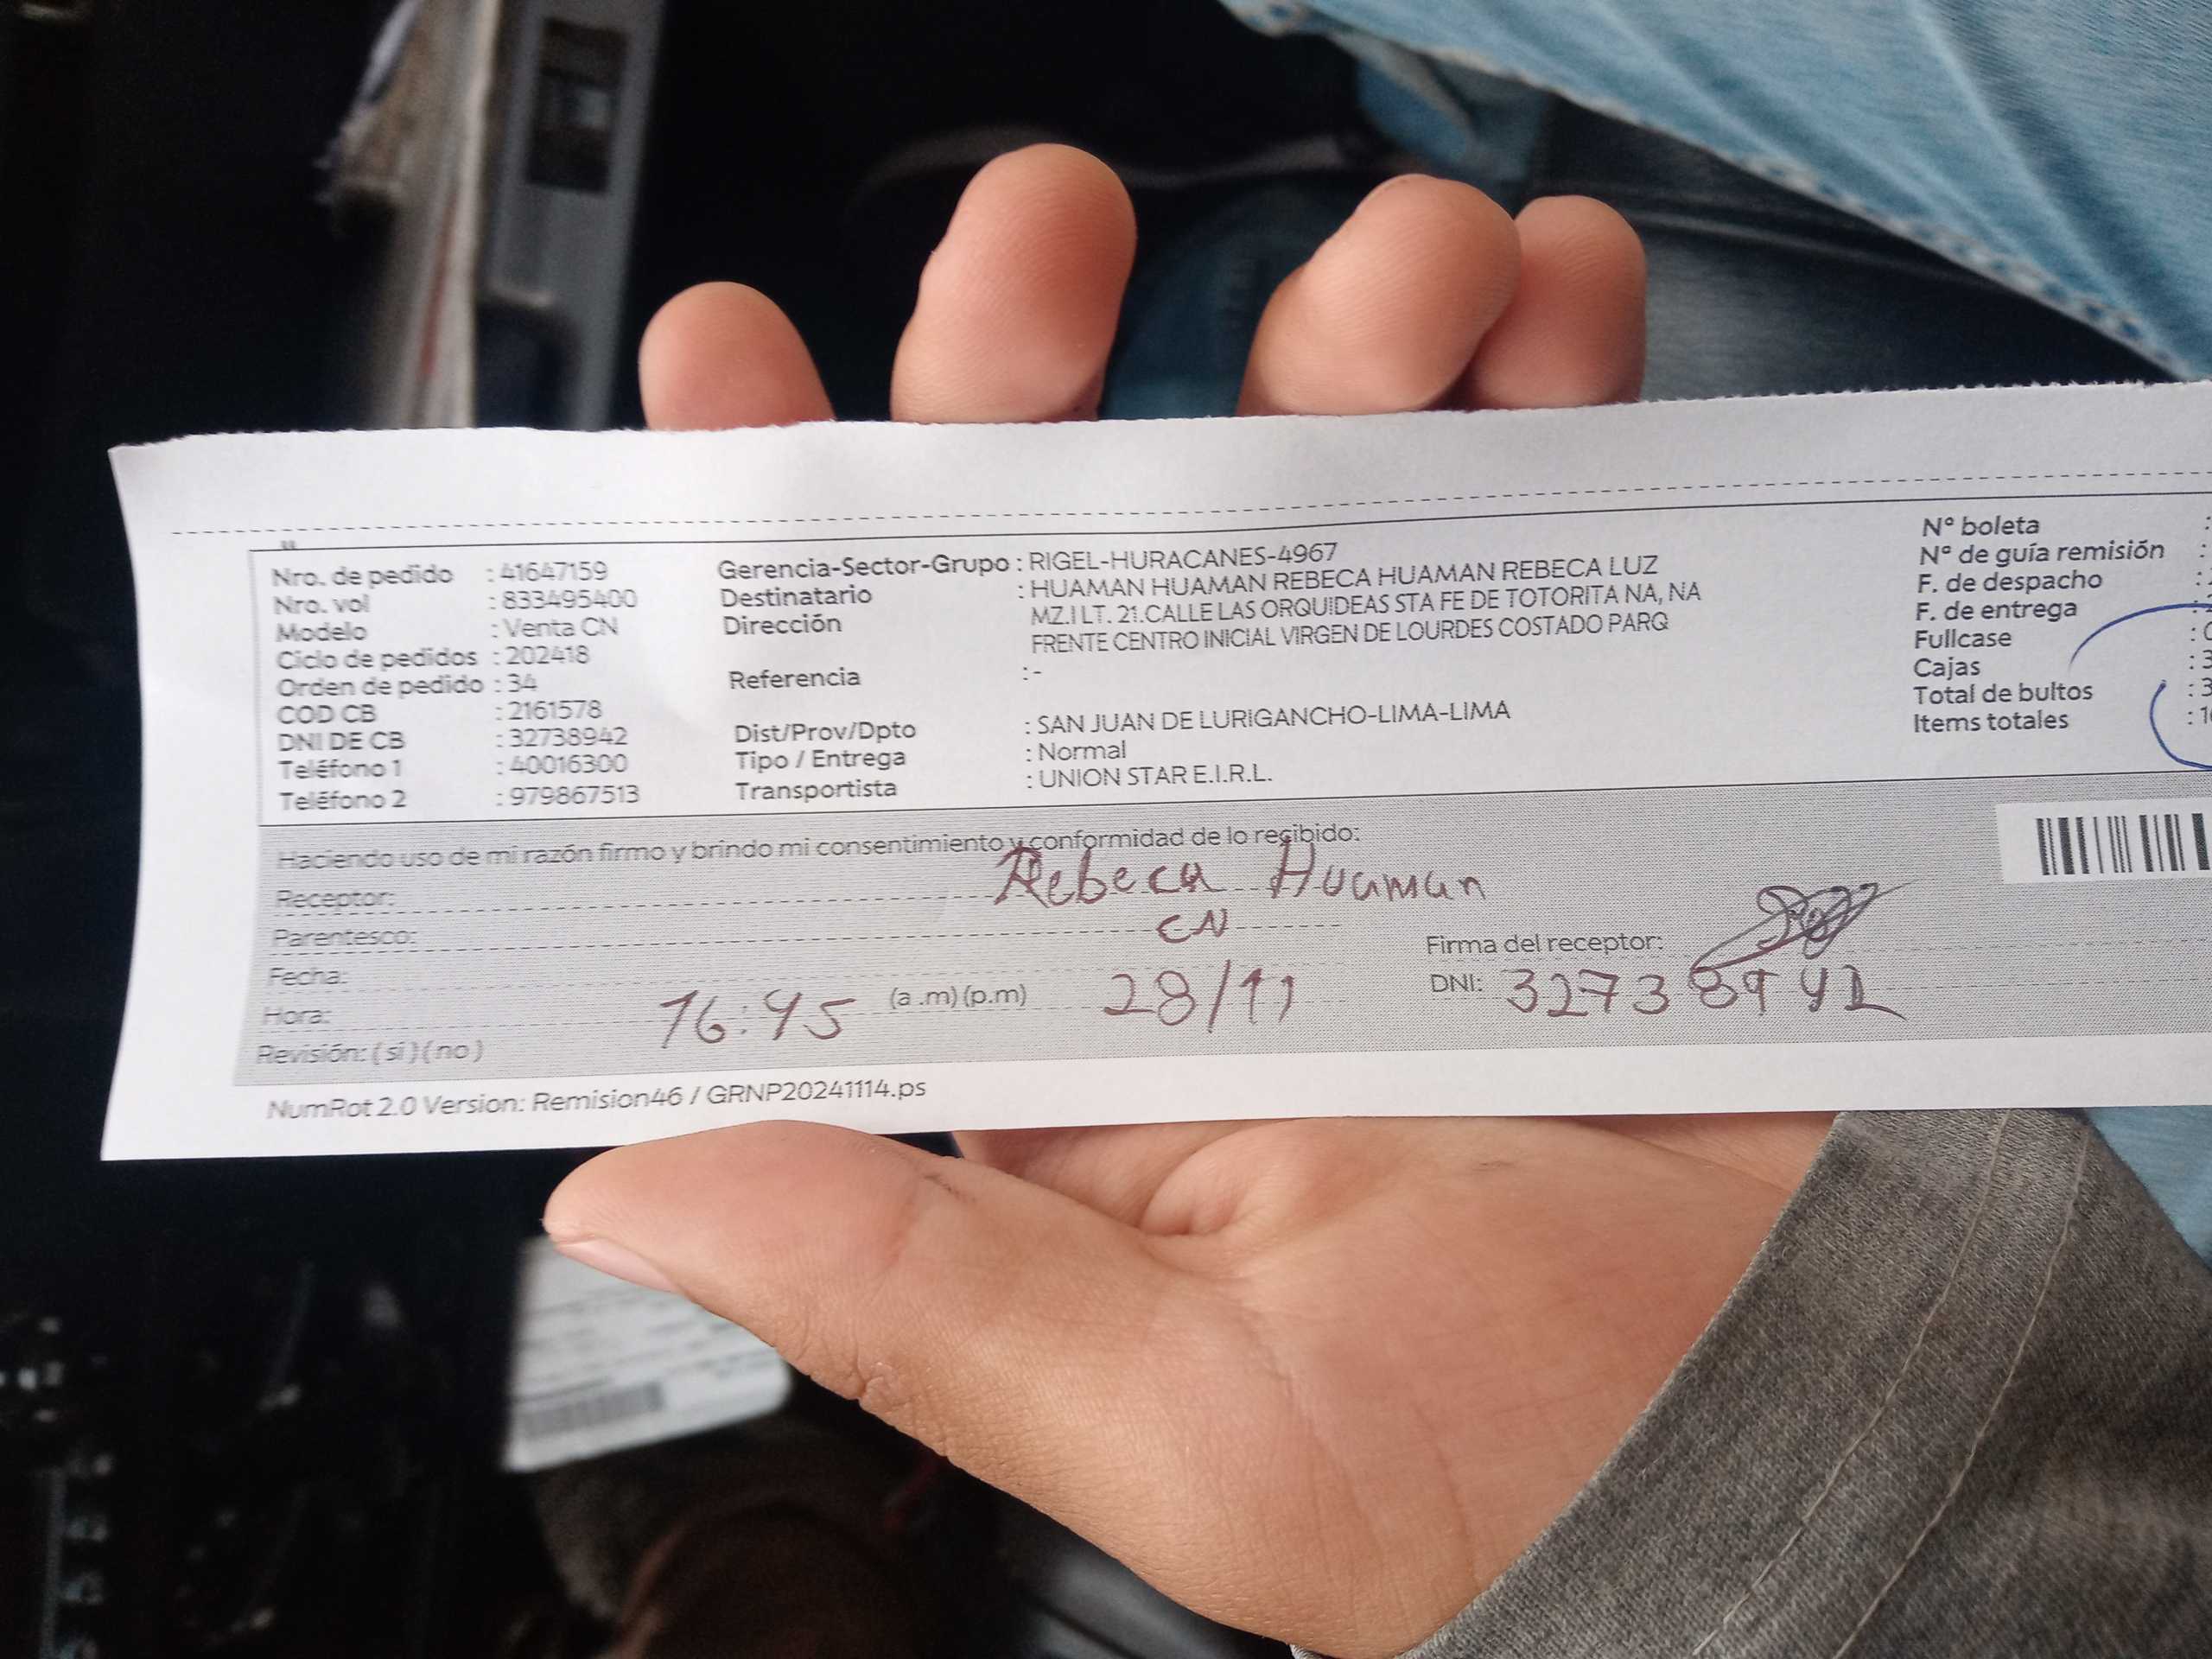 Nro. de pedido : 41647159
Nro. vol : 833495400
Modelo : Venta CN
Ciclo de pedidos : 202418
Orden de pedido : 34
COD CB : 2161578
DNI DE CB : 32738942
Teléfono 1 : 40016300
Teléfono 2 : 979867513
Gerencia-Sector-Grupo : RIGEL-HURACANES-4967
Destinatario : HUAMAN HUAMAN REBECA HUAMAN REBECA LUZ
Dirección MZ.I LT. 21.CALLE LAS ORQUIDEAS STA FE DE TOTORITA NA, NA
FRENTE CENTRO INICIAL VIRGEN DE LOURDES COSTADO PARQ
Referencia : -
Dist/Prov/Dpto : SAN JUAN DE LURIGANCHO-LIMA-LIMA
Tipo / Entrega : Normal
Transportista : UNION STAR E.I.R.L.
N° boleta :
N° de guía remisión :
F. de despacho :
F. de entrega :
Fullcase :
Cajas : 3
Total de bultos : 3
Items totales :
Haciendo uso de mi razón firmo y brindo mi consentimiento y conformidad de lo recibido:
Receptor: Rebeca Huaman
Parentesco: CN
Fecha: 28/11
Hora: 16:45 (a.m) (p.m)
Revisión: ( si ) ( no )
Firma del receptor:
DNI: 32738942
NumRot 2.0 Version: Remision46 / GRNP20241114.ps